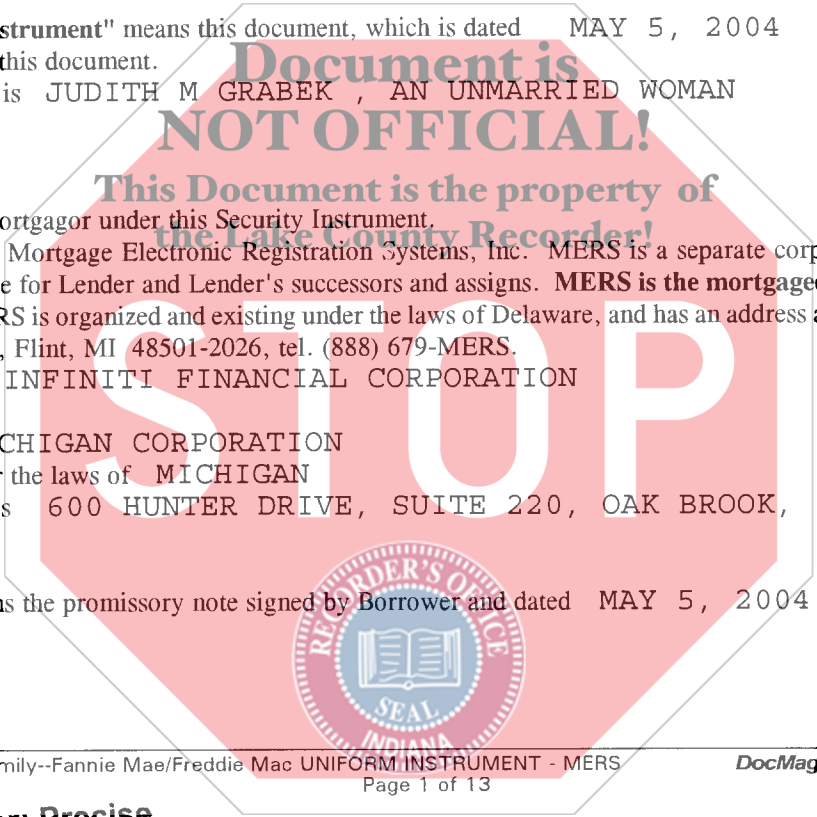 strument" means this document, which is dated MAY 5, 2004
Document is
this document.
is JUDITH M GRABEK , AN UNMARRIED WOMAN
NOT OFFICIAL!
This Document is the property of
ortgagor under this Security Instrument.
the Lake County Recorder!
Mortgage Electronic Registration Systems, Inc. MERS is a separate corp
e for Lender and Lender's successors and assigns. MERS is the mortgagee
RS is organized and existing under the laws of Delaware, and has an address a
, Flint, MI 48501-2026, tel. (888) 679-MERS.
INFINITI FINANCIAL CORPORATION
STOP
CHIGAN CORPORATION
r the laws of MICHIGAN
s 600 HUNTER DRIVE, SUITE 220, OAK BROOK,
RECORDER'S OFFICE
ns the promissory note signed by Borrower and dated MAY 5, 2004
SEAL
INDIANA
mily--Fannie Mae/Freddie Mac UNIFORM INSTRUMENT - MERS DocMag
Page 1 of 13